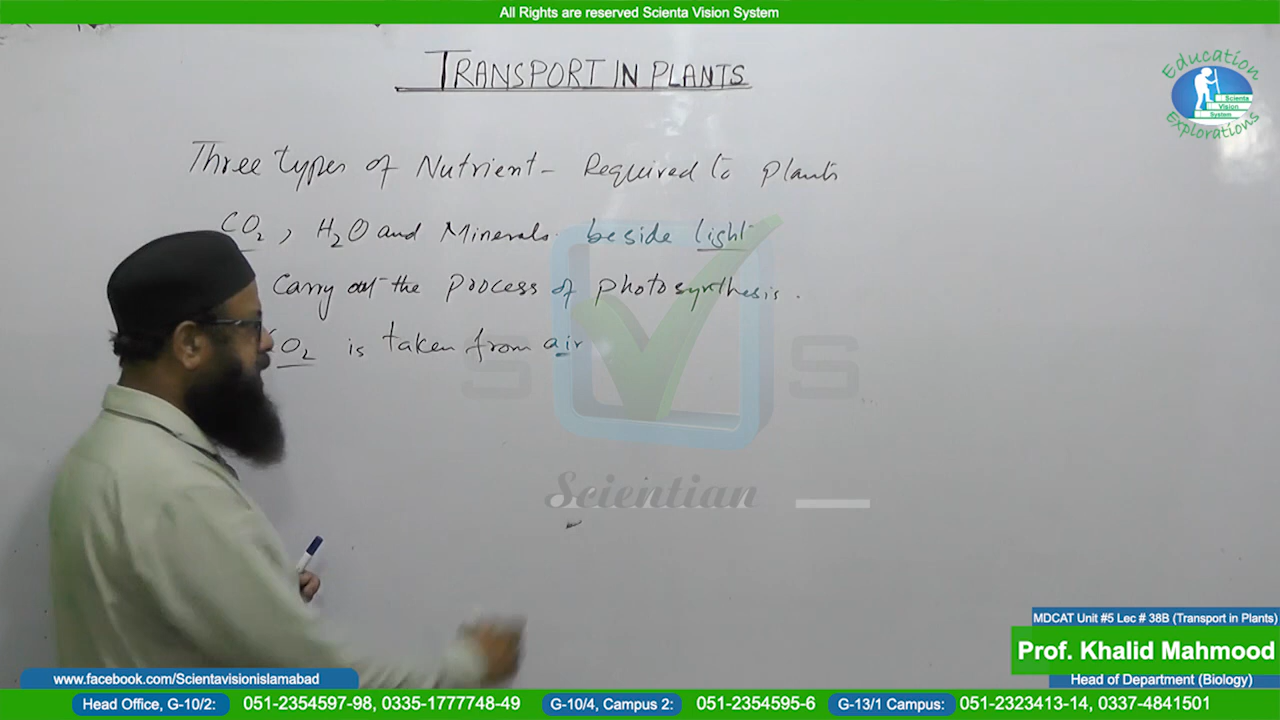 All Rights are reserved Scienta Vision System
TRANSPORT IN PLANTS
Education
Scienta
Vision
System
Explorations
Three types of Nutrient - Required to Plants
CO2, H2O and Minerals. beside light
Carry out the process of photosynthesis.
CO2 is taken from air
S V S
Scientian
MDCAT Unit #5 Lec # 38B (Transport in Plants)
Prof. Khalid Mahmood
Head of Department (Biology)
www.facebook.com/Scientavisionislamabad
Head Office, G-10/2: 051-2354597-98, 0335-1777748-49 G-10/4, Campus 2: 051-2354595-6 G-13/1 Campus: 051-2323413-14, 0337-4841501